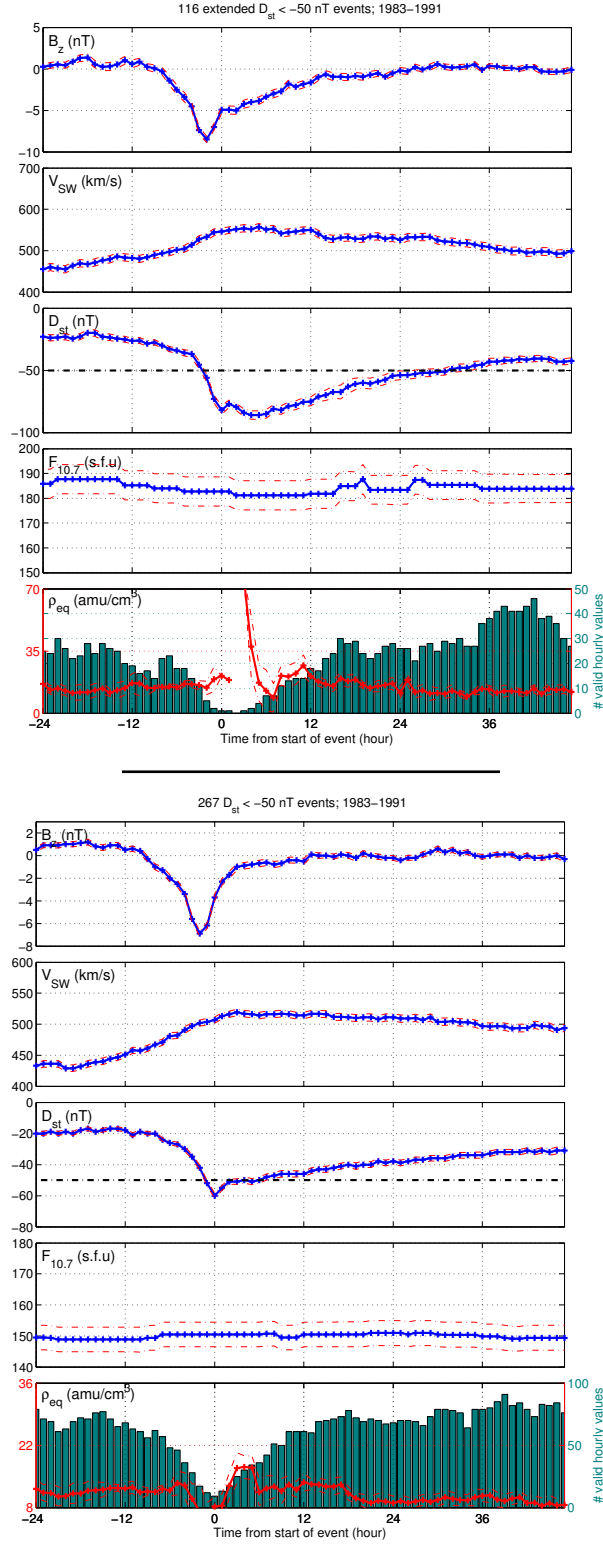 116 extended D_st < −50 nT events; 1983−1991
5
0
−5
−10
B_z (nT)
700
600
500
400
V_SW (km/s)
0
−50
−100
D_st (nT)
200
190
180
170
160
150
F_10.7 (s.f.u)
70
35
0
ρ_eq (amu/cm^3)
50
40
30
20
10
0
# valid hourly values
−24 −12 0 12 24 36
Time from start of event (hour)
267 D_st < −50 nT events; 1983−1991
2
0
−2
−4
−6
−8
B_z (nT)
600
550
500
450
400
V_SW (km/s)
0
−20
−40
−60
−80
D_st (nT)
180
170
160
150
140
F_10.7 (s.f.u)
36
22
8
ρ_eq (amu/cm^3)
100
50
0
# valid hourly values
−24 −12 0 12 24 36
Time from start of event (hour)